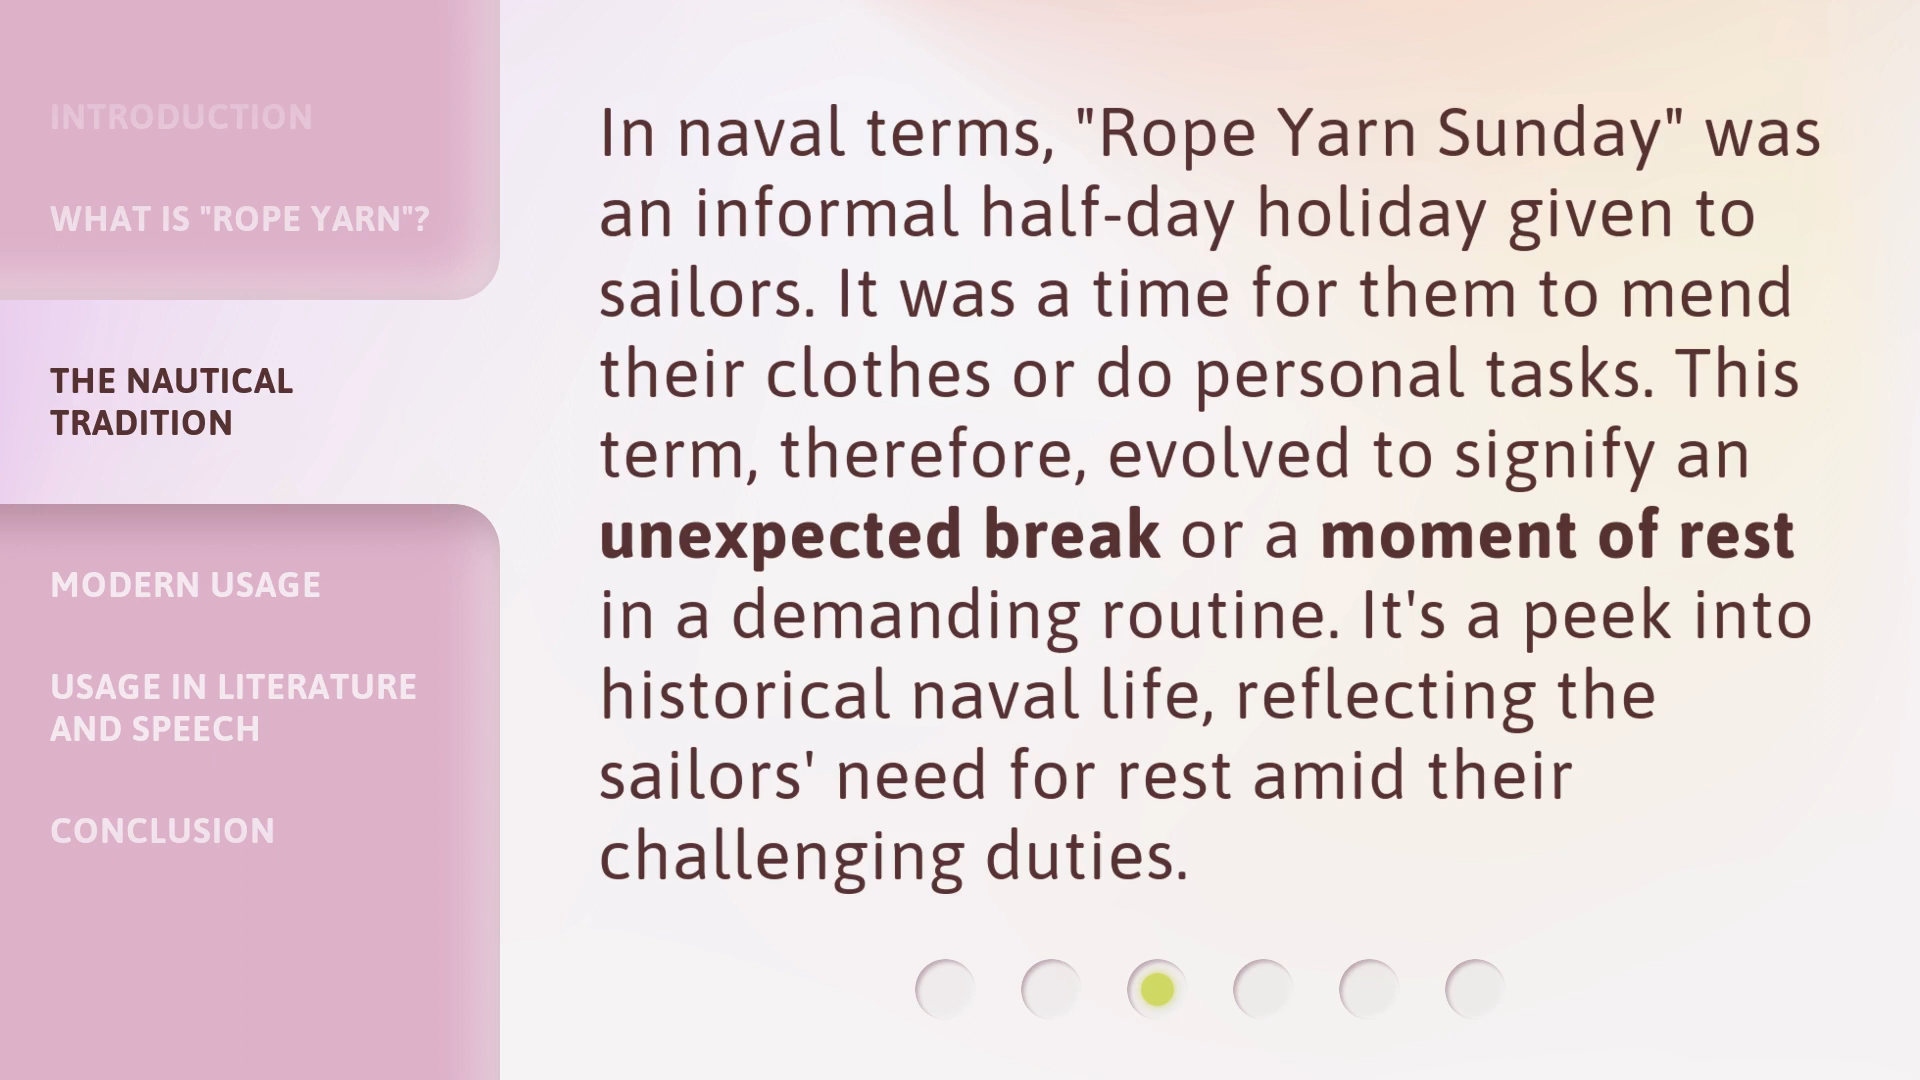 INTRODUCTION
WHAT IS "ROPE YARN"?
THE NAUTICAL
TRADITION
MODERN USAGE
USAGE IN LITERATURE
AND SPEECH
CONCLUSION
In naval terms, "Rope Yarn Sunday" was
an informal half-day holiday given to
sailors. It was a time for them to mend
their clothes or do personal tasks. This
term, therefore, evolved to signify an
unexpected break or a moment of rest
in a demanding routine. It's a peek into
historical naval life, reflecting the
sailors' need for rest amid their
challenging duties.